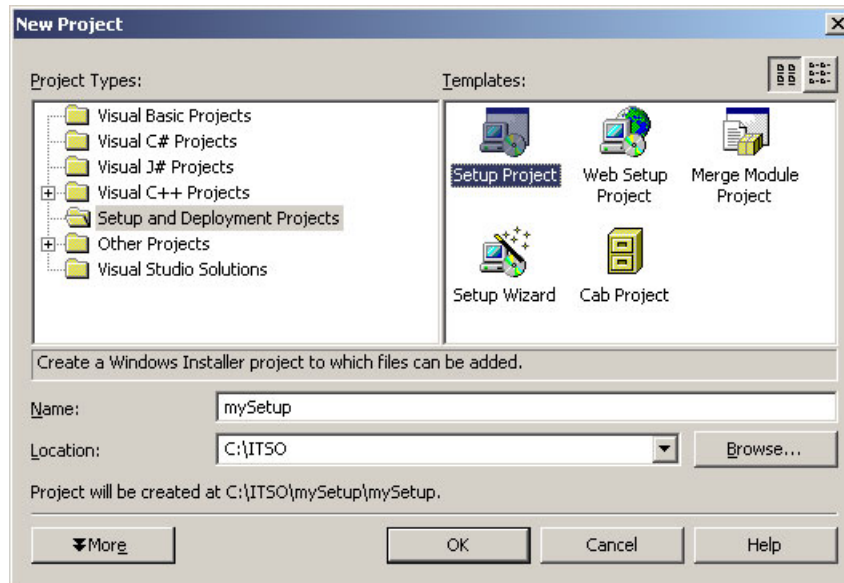 New Project
Project Types:
Templates:
Visual Basic Projects
Visual C# Projects
Visual J# Projects
Visual C++ Projects
Setup and Deployment Projects
Other Projects
Visual Studio Solutions
Setup Project
Web Setup
Project
Merge Module
Project
Setup Wizard
Cab Project
Create a Windows Installer project to which files can be added.
Name:
mySetup
Location:
C:\ITSO
Browse...
Project will be created at C:\ITSO\mySetup\mySetup.
More
OK
Cancel
Help